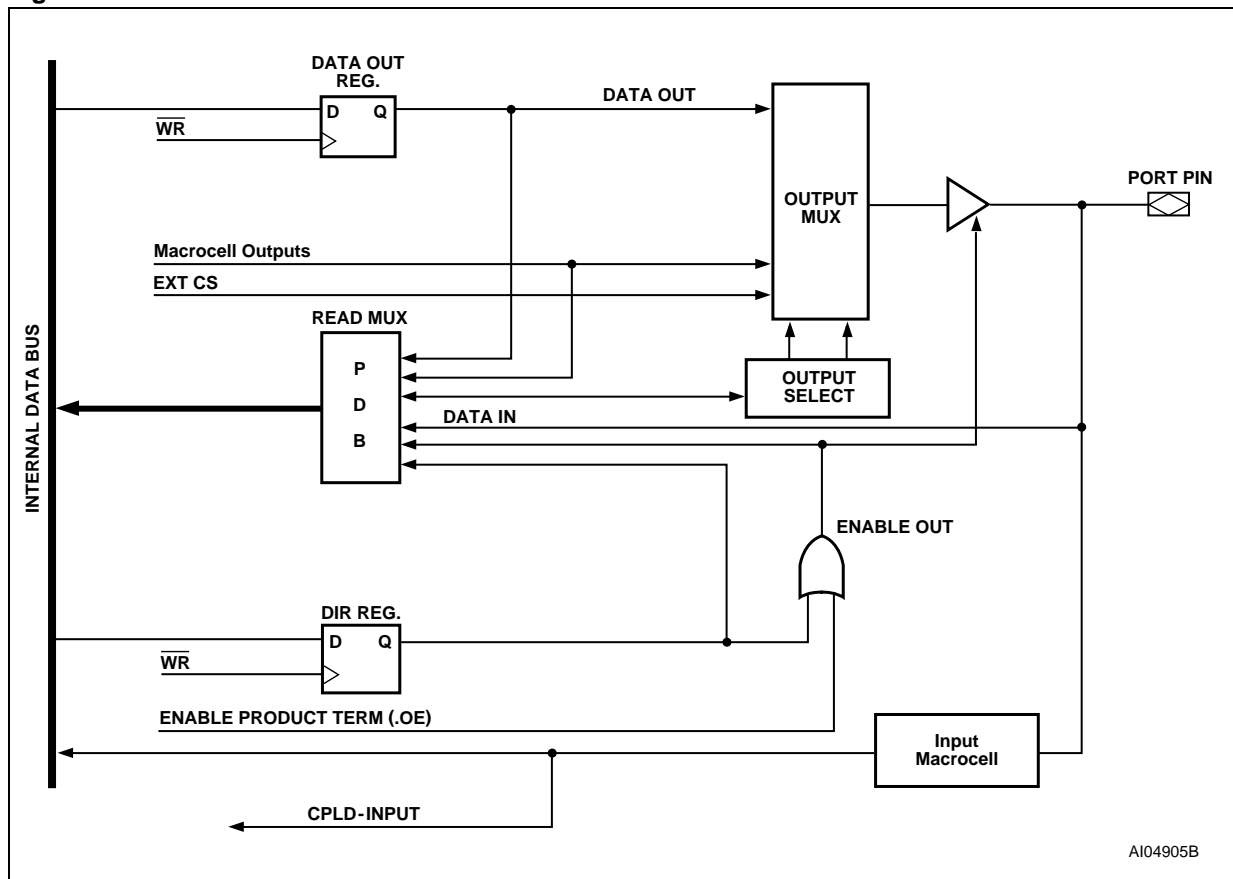 DATA OUT
REG.
D Q
WR
DATA OUT
OUTPUT
MUX
PORT PIN
Macrocell Outputs
EXT CS
READ MUX
P
D
B
OUTPUT
SELECT
DATA IN
INTERNAL DATA BUS
ENABLE OUT
DIR REG.
D Q
WR
ENABLE PRODUCT TERM (.OE)
Input
Macrocell
CPLD-INPUT
AI04905B